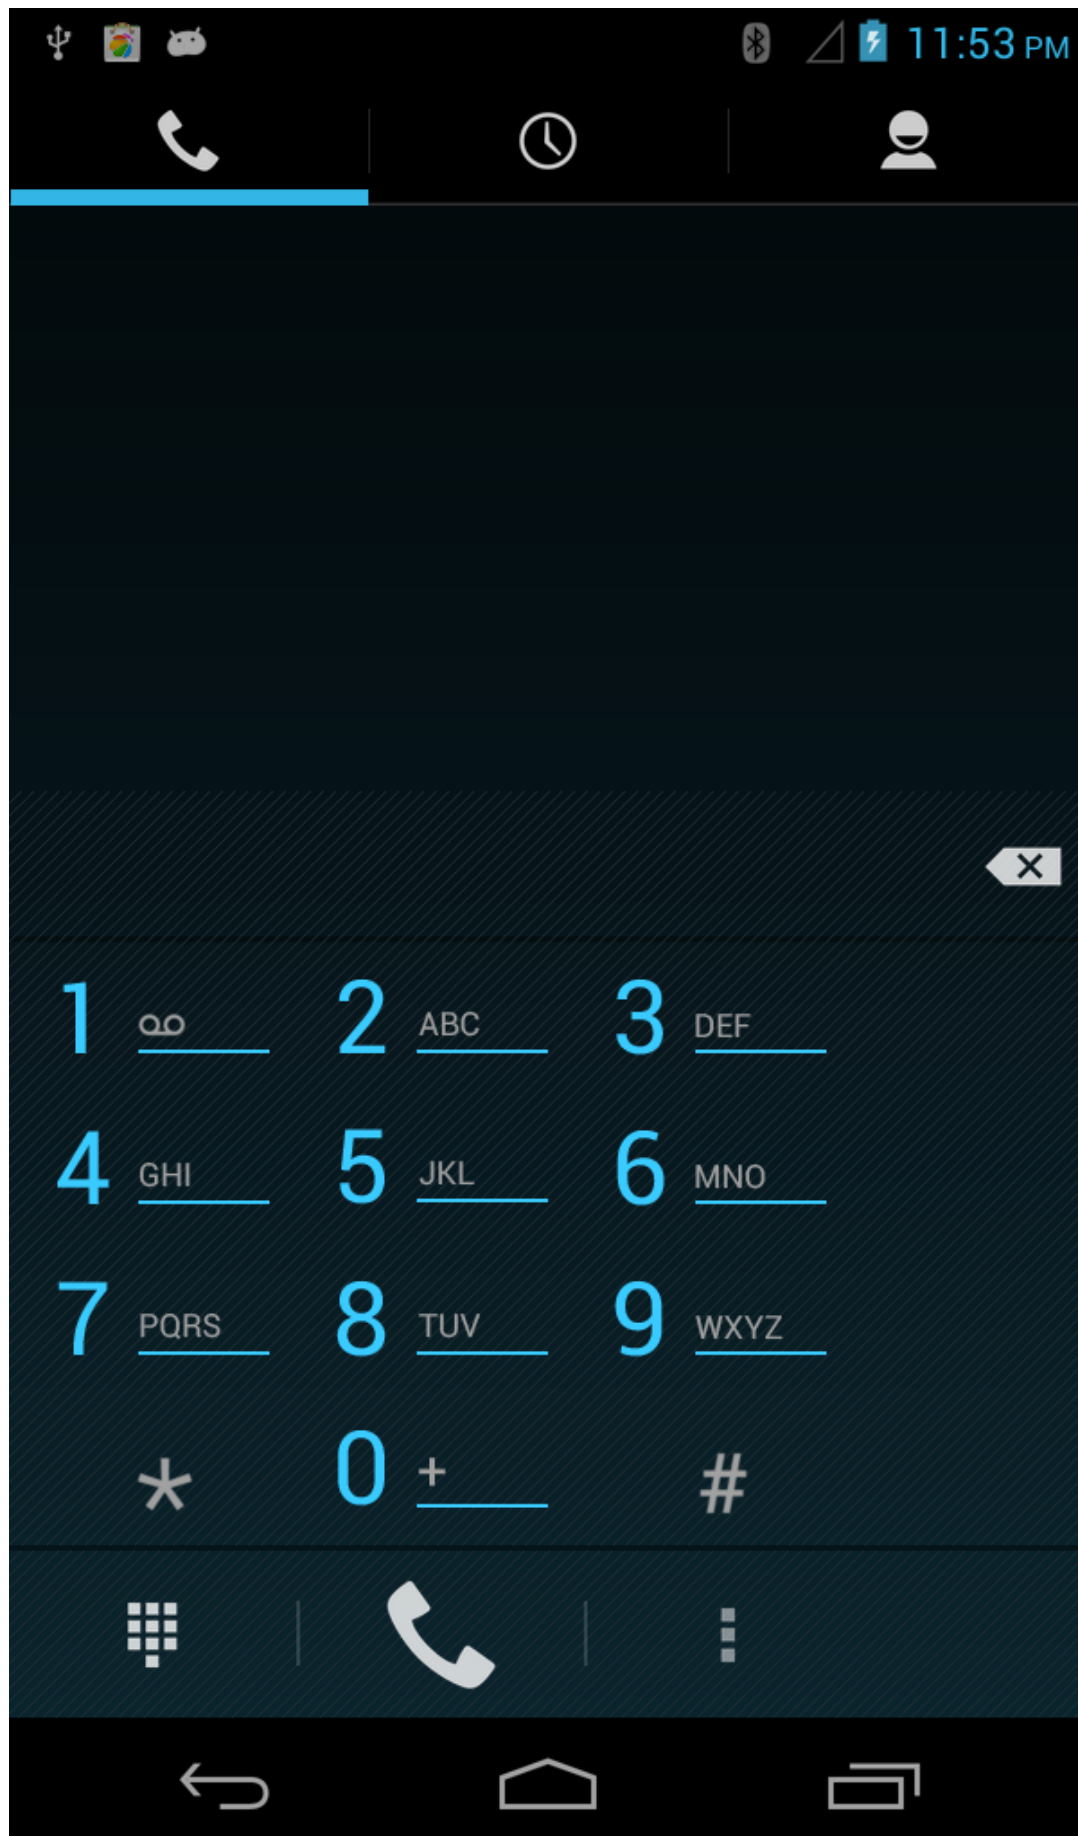 11:53 PM
1 2 ABC 3 DEF
4 GHI 5 JKL 6 MNO
7 PQRS 8 TUV 9 WXYZ
* 0 + #